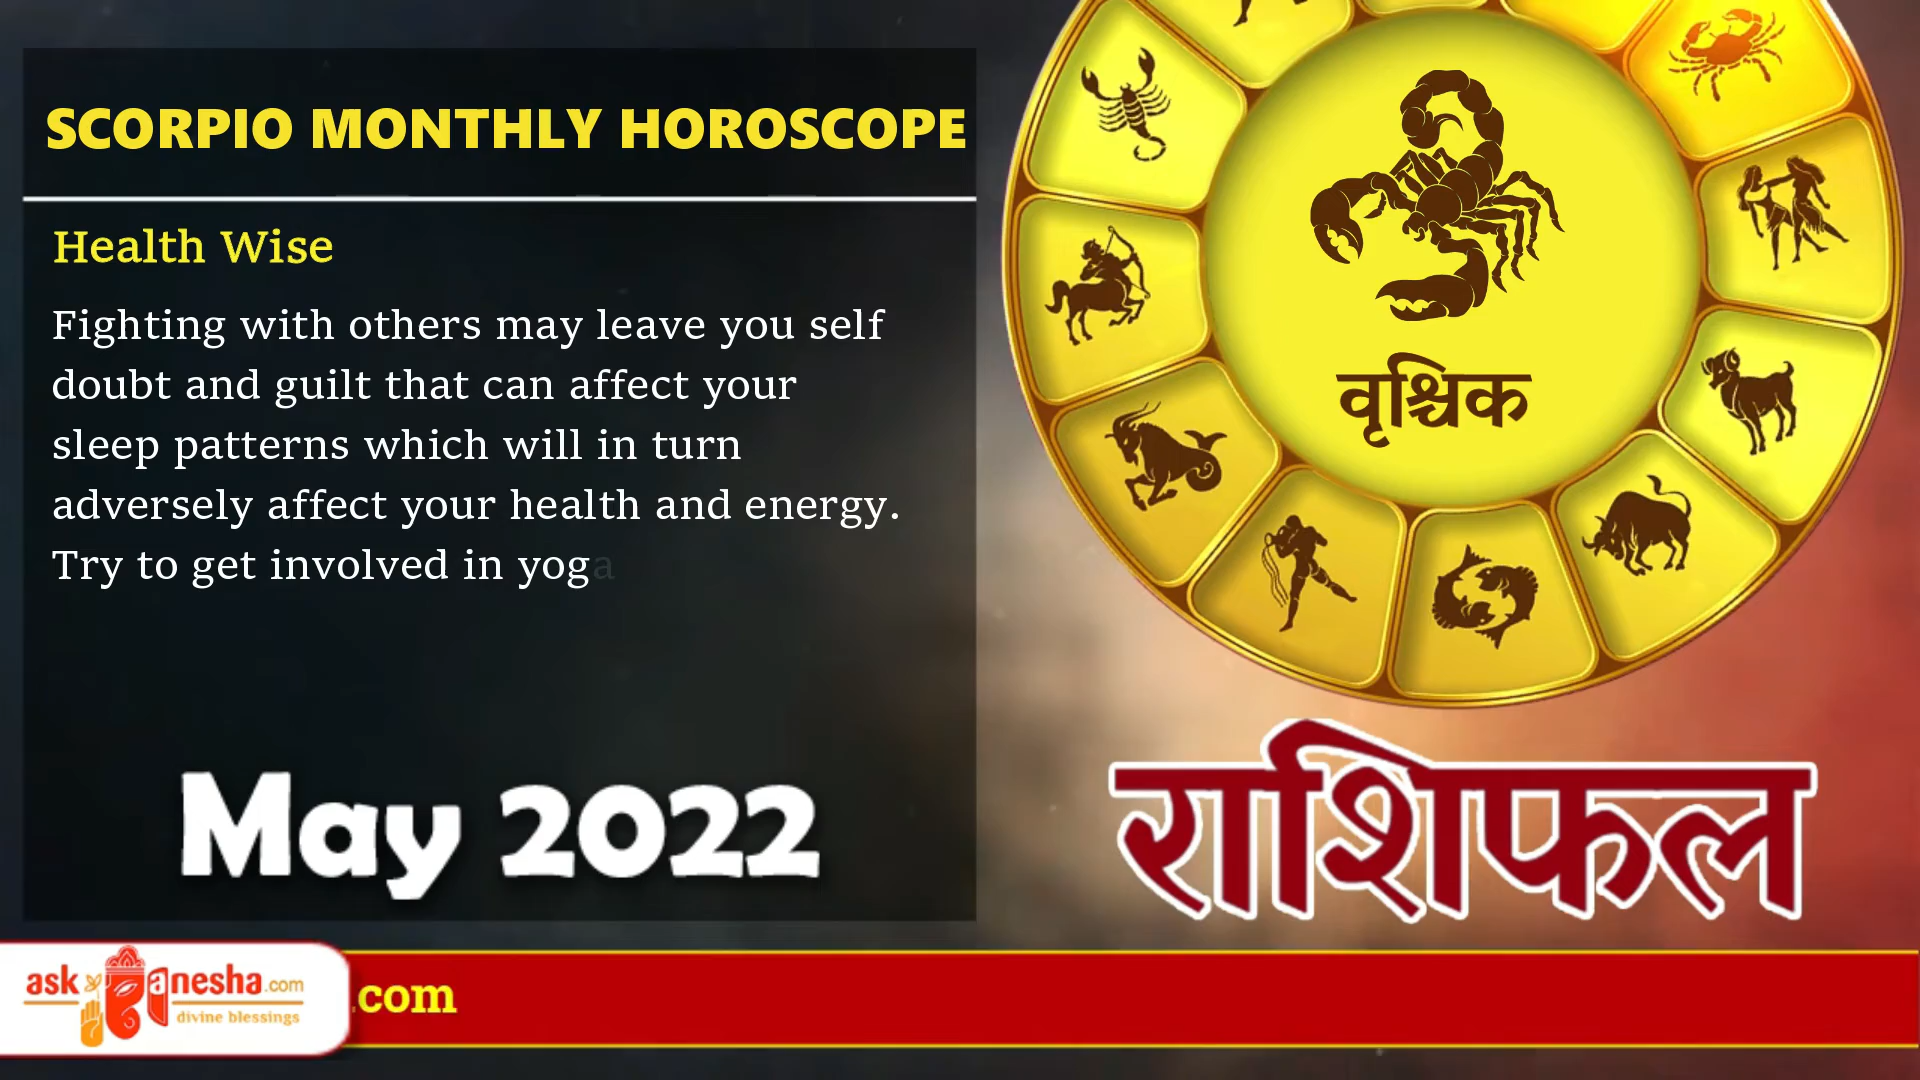 SCORPIO MONTHLY HOROSCOPE
Health Wise
Fighting with others may leave you self
doubt and guilt that can affect your
sleep patterns which will in turn
adversely affect your health and energy.
Try to get involved in yoga
May 2022
वृश्चिक
राशिफल
ask Ganesha.com
divine blessings
.com